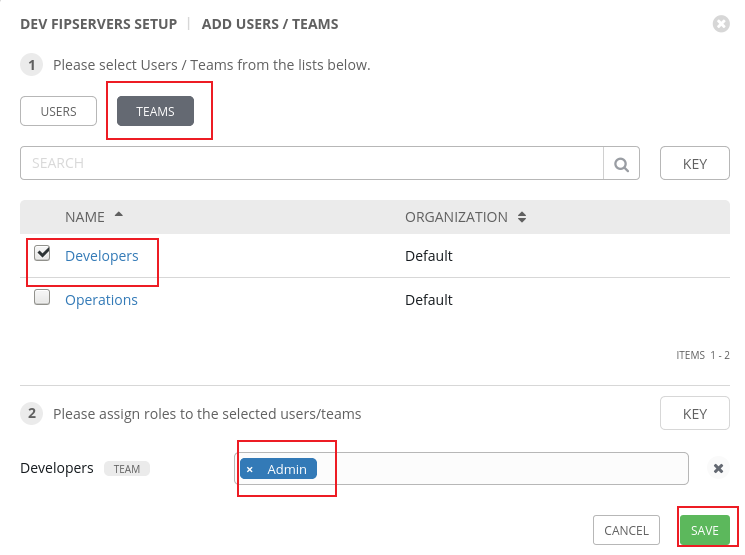 DEV FIPSERVERS SETUP | ADD USERS / TEAMS
1 Please select Users / Teams from the lists below.
USERS TEAMS
SEARCH KEY
NAME ORGANIZATION
Developers Default
Operations Default
ITEMS 1 - 2
2 Please assign roles to the selected users/teams KEY
Developers TEAM × Admin
CANCEL SAVE